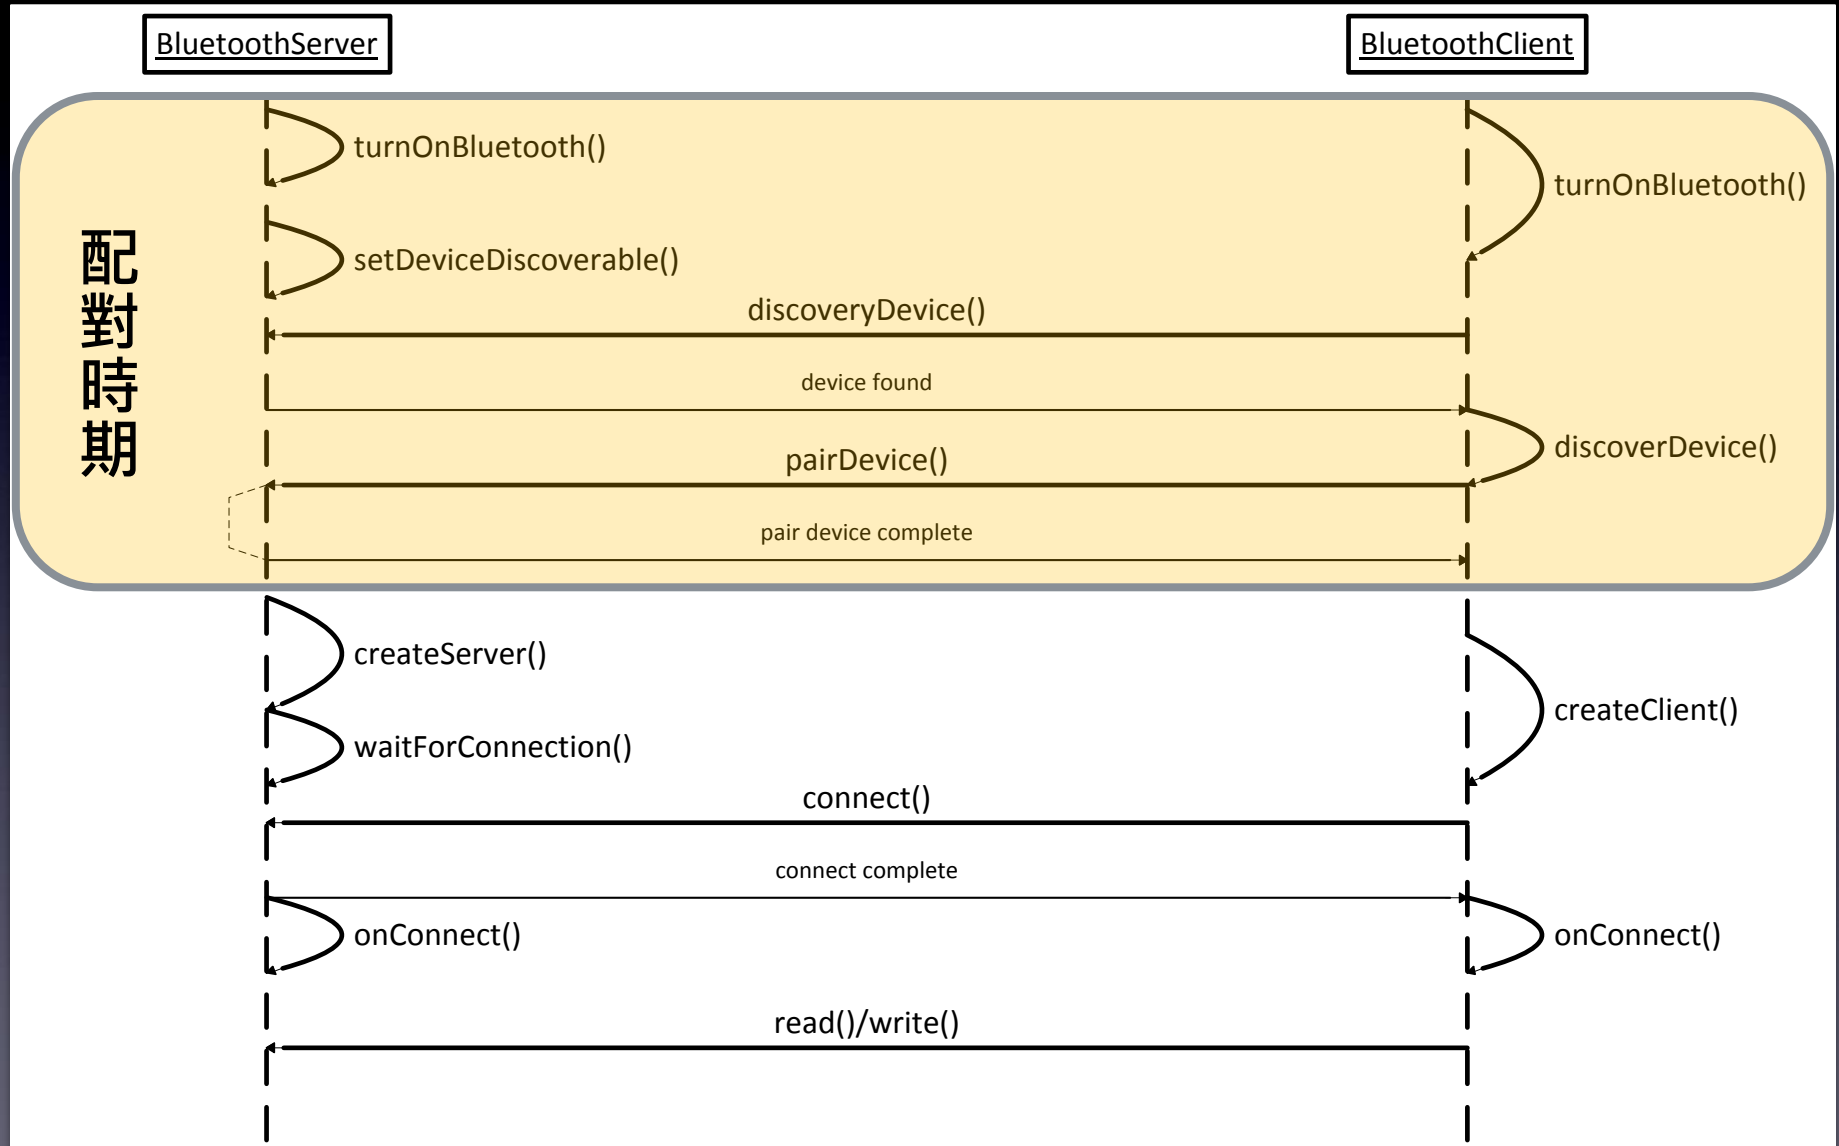 BluetoothServer
BluetoothClient
配對時期
turnOnBluetooth()
turnOnBluetooth()
setDeviceDiscoverable()
discoveryDevice()
device found
discoverDevice()
pairDevice()
pair device complete
createServer()
createClient()
waitForConnection()
connect()
connect complete
onConnect()
onConnect()
read()/write()